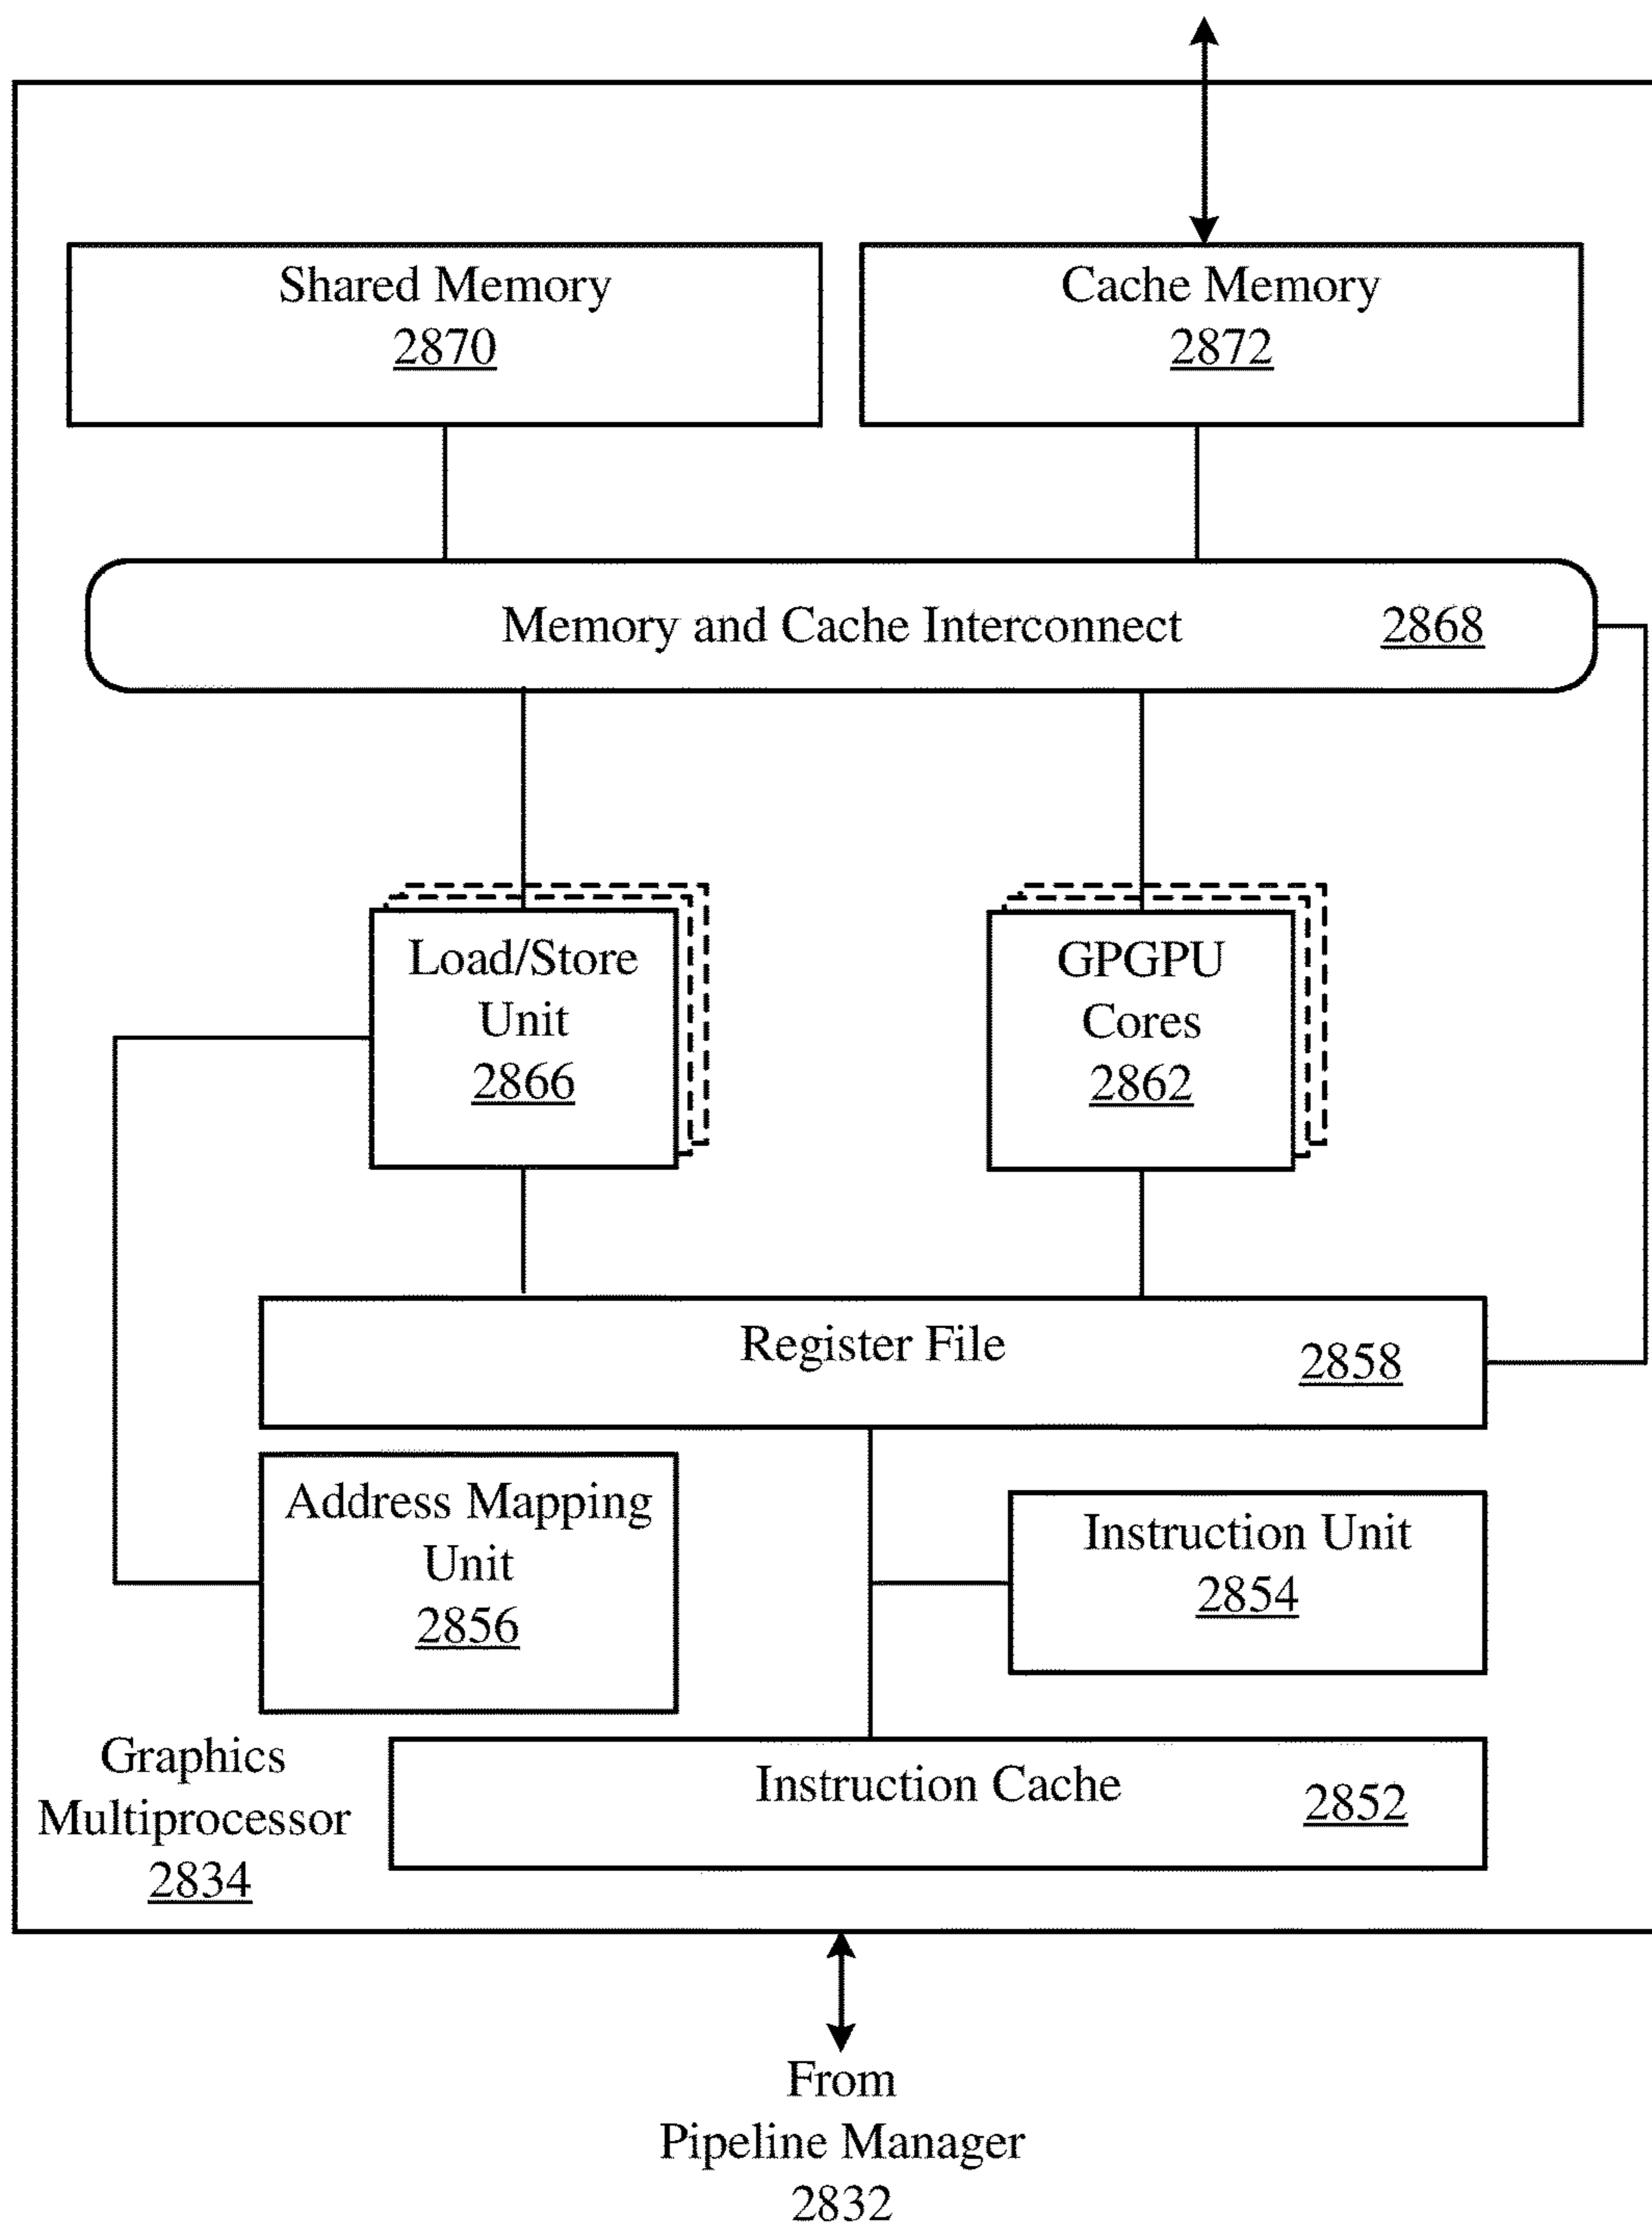 Shared Memory
2870
Cache Memory
2872
Memory and Cache Interconnect 2868
Load/Store
Unit
2866
GPGPU
Cores
2862
Register File 2858
Address Mapping
Unit
2856
Instruction Unit
2854
Graphics
Multiprocessor
2834
Instruction Cache 2852
From
Pipeline Manager
2832